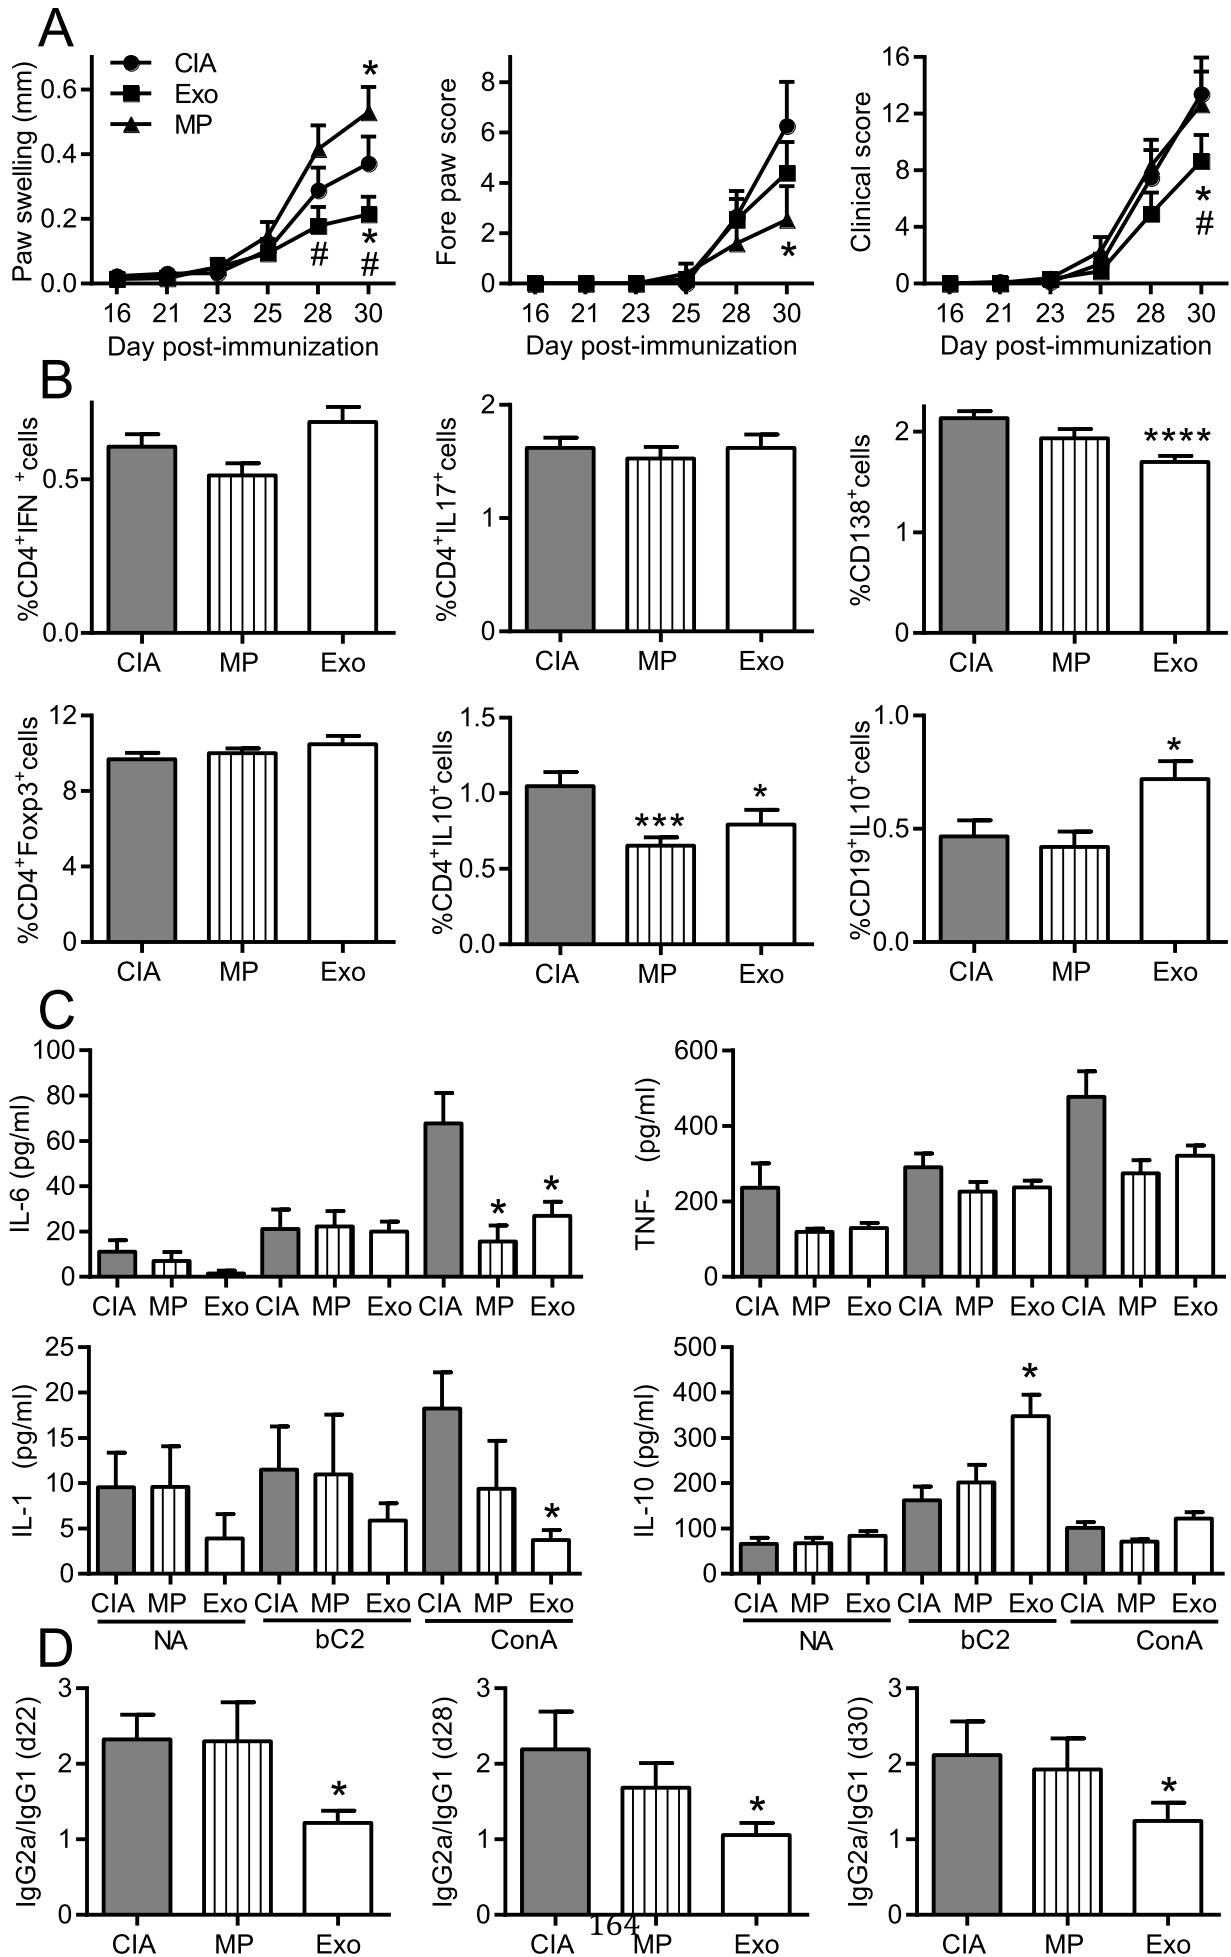 A
Paw swelling (mm)
0.6
0.4
0.2
0.0
CIA
Exo
MP
*
#
*
#
16 21 23 25 28 30
Day post-immunization
Fore paw score
8
6
4
2
0
*
16 21 23 25 28 30
Day post-immunization
Clinical score
16
12
8
4
0
*
#
16 21 23 25 28 30
Day post-immunization
B
%CD4+IFN +cells
0.5
0.0
CIA MP Exo
%CD4+IL17+cells
2
1
0
CIA MP Exo
%CD138+cells
2
1
0
****
CIA MP Exo
%CD4+Foxp3+cells
12
8
4
0
CIA MP Exo
%CD4+IL10+cells
1.5
1.0
0.5
0.0
***
*
CIA MP Exo
%CD19+IL10+cells
1.0
0.5
0.0
*
CIA MP Exo
C
IL-6 (pg/ml)
100
80
60
40
20
0
* *
CIA MP Exo CIA MP Exo CIA MP Exo
TNF- (pg/ml)
600
400
200
0
CIA MP Exo CIA MP Exo CIA MP Exo
IL-1 (pg/ml)
25
20
15
10
5
0
*
CIA MP Exo CIA MP Exo CIA MP Exo
NA bC2 ConA
IL-10 (pg/ml)
500
400
300
200
100
0
*
CIA MP Exo CIA MP Exo CIA MP Exo
NA bC2 ConA
D
IgG2a/IgG1 (d22)
3
2
1
0
*
CIA MP Exo
IgG2a/IgG1 (d28)
3
2
1
0
*
CIA MP Exo
IgG2a/IgG1 (d30)
3
2
1
0
*
CIA MP Exo
164